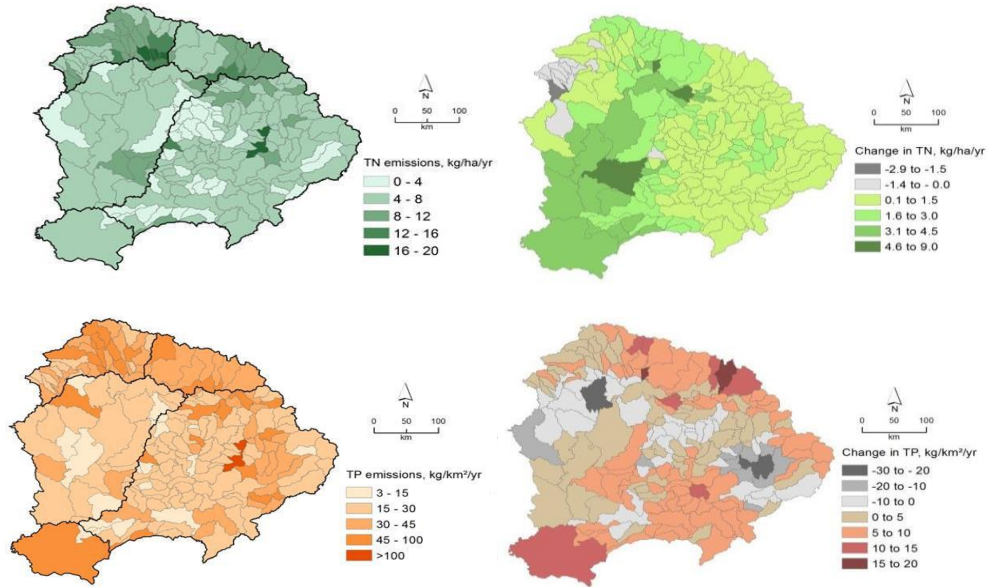 N
0 50 100
km
TN emissions, kg/ha/yr
0 - 4
4 - 8
8 - 12
12 - 16
16 - 20
N
0 50 100
km
Change in TN, kg/ha/yr
-2.9 to -1.5
-1.4 to - 0.0
0.1 to 1.5
1.6 to 3.0
3.1 to 4.5
4.6 to 9.0
N
0 50 100
km
TP emissions, kg/km²/yr
3 - 15
15 - 30
30 - 45
45 - 100
>100
N
0 50 100
km
Change in TP, kg/km²/yr
-30 to - 20
-20 to -10
-10 to 0
0 to 5
5 to 10
10 to 15
15 to 20